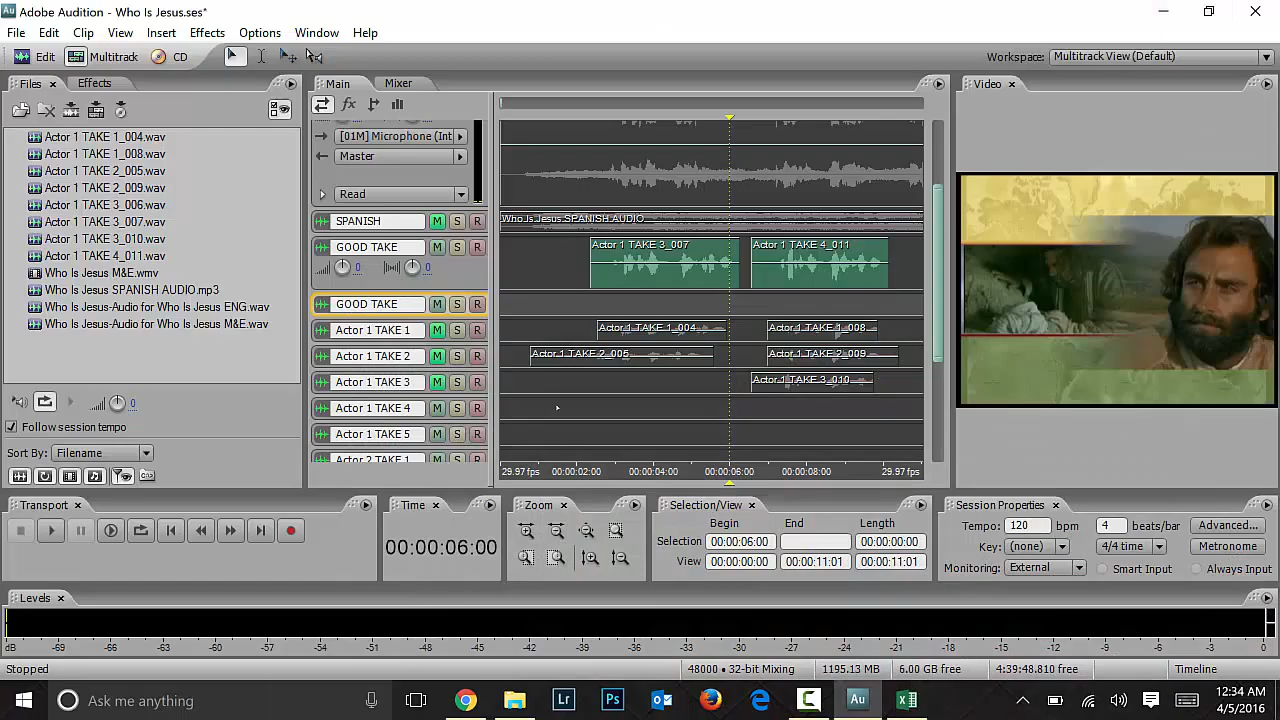 Au Adobe Audition - Who Is Jesus.ses*
File Edit Clip View Insert Effects Options Window Help
Edit Multitrack CD Workspace: Multitrack View (Default)
Files Effects
Actor 1 TAKE 1_004.wav
Actor 1 TAKE 1_008.wav
Actor 1 TAKE 2_005.wav
Actor 1 TAKE 2_009.wav
Actor 1 TAKE 3_006.wav
Actor 1 TAKE 3_007.wav
Actor 1 TAKE 3_010.wav
Actor 1 TAKE 4_011.wav
Who Is Jesus M&E.wmv
Who Is Jesus SPANISH AUDIO.mp3
Who Is Jesus-Audio for Who Is Jesus ENG.wav
Who Is Jesus-Audio for Who Is Jesus M&E.wav
0
Follow session tempo
Sort By: Filename
Main Mixer
fx
[01M] Microphone (Int
Master
Read
SPANISH M S R
GOOD TAKE M S R
0 0
GOOD TAKE M S R
Actor 1 TAKE 1 M S R
Actor 1 TAKE 2 M S R
Actor 1 TAKE 3 M S R
Actor 1 TAKE 4 M S R
Actor 1 TAKE 5 M S R
Actor 2 TAKE 1 M S R
Who Is Jesus SPANISH AUDIO
Actor 1 TAKE 3_007 Actor 1 TAKE 4_011
Actor 1 TAKE 1_004 Actor 1 TAKE 1_008
Actor 1 TAKE 2_005 Actor 1 TAKE 2_009
Actor 1 TAKE 3_010
29.97 fps 00:00:02:00 00:00:04:00 00:00:06:00 00:00:08:00 29.97 fps
Video
Transport
Time
00:00:06:00
Zoom
Selection/View
Begin End Length
Selection 00:00:06:00 00:00:00:00
View 00:00:00:00 00:00:11:01 00:00:11:01
Session Properties
Tempo: 120 bpm 4 beats/bar Advanced...
Key: (none) 4/4 time Metronome
Monitoring: External Smart Input Always Input
Levels
dB -69 -66 -63 -60 -57 -54 -51 -48 -45 -42 -39 -36 -33 -30 -27 -24 -21 -18 -15 -12 -9 -6 -3 0
Stopped 48000 • 32-bit Mixing 1195.13 MB 6.00 GB free 4:39:48.810 free Timeline
Ask me anything
Lr Ps Au
12:34 AM
4/5/2016